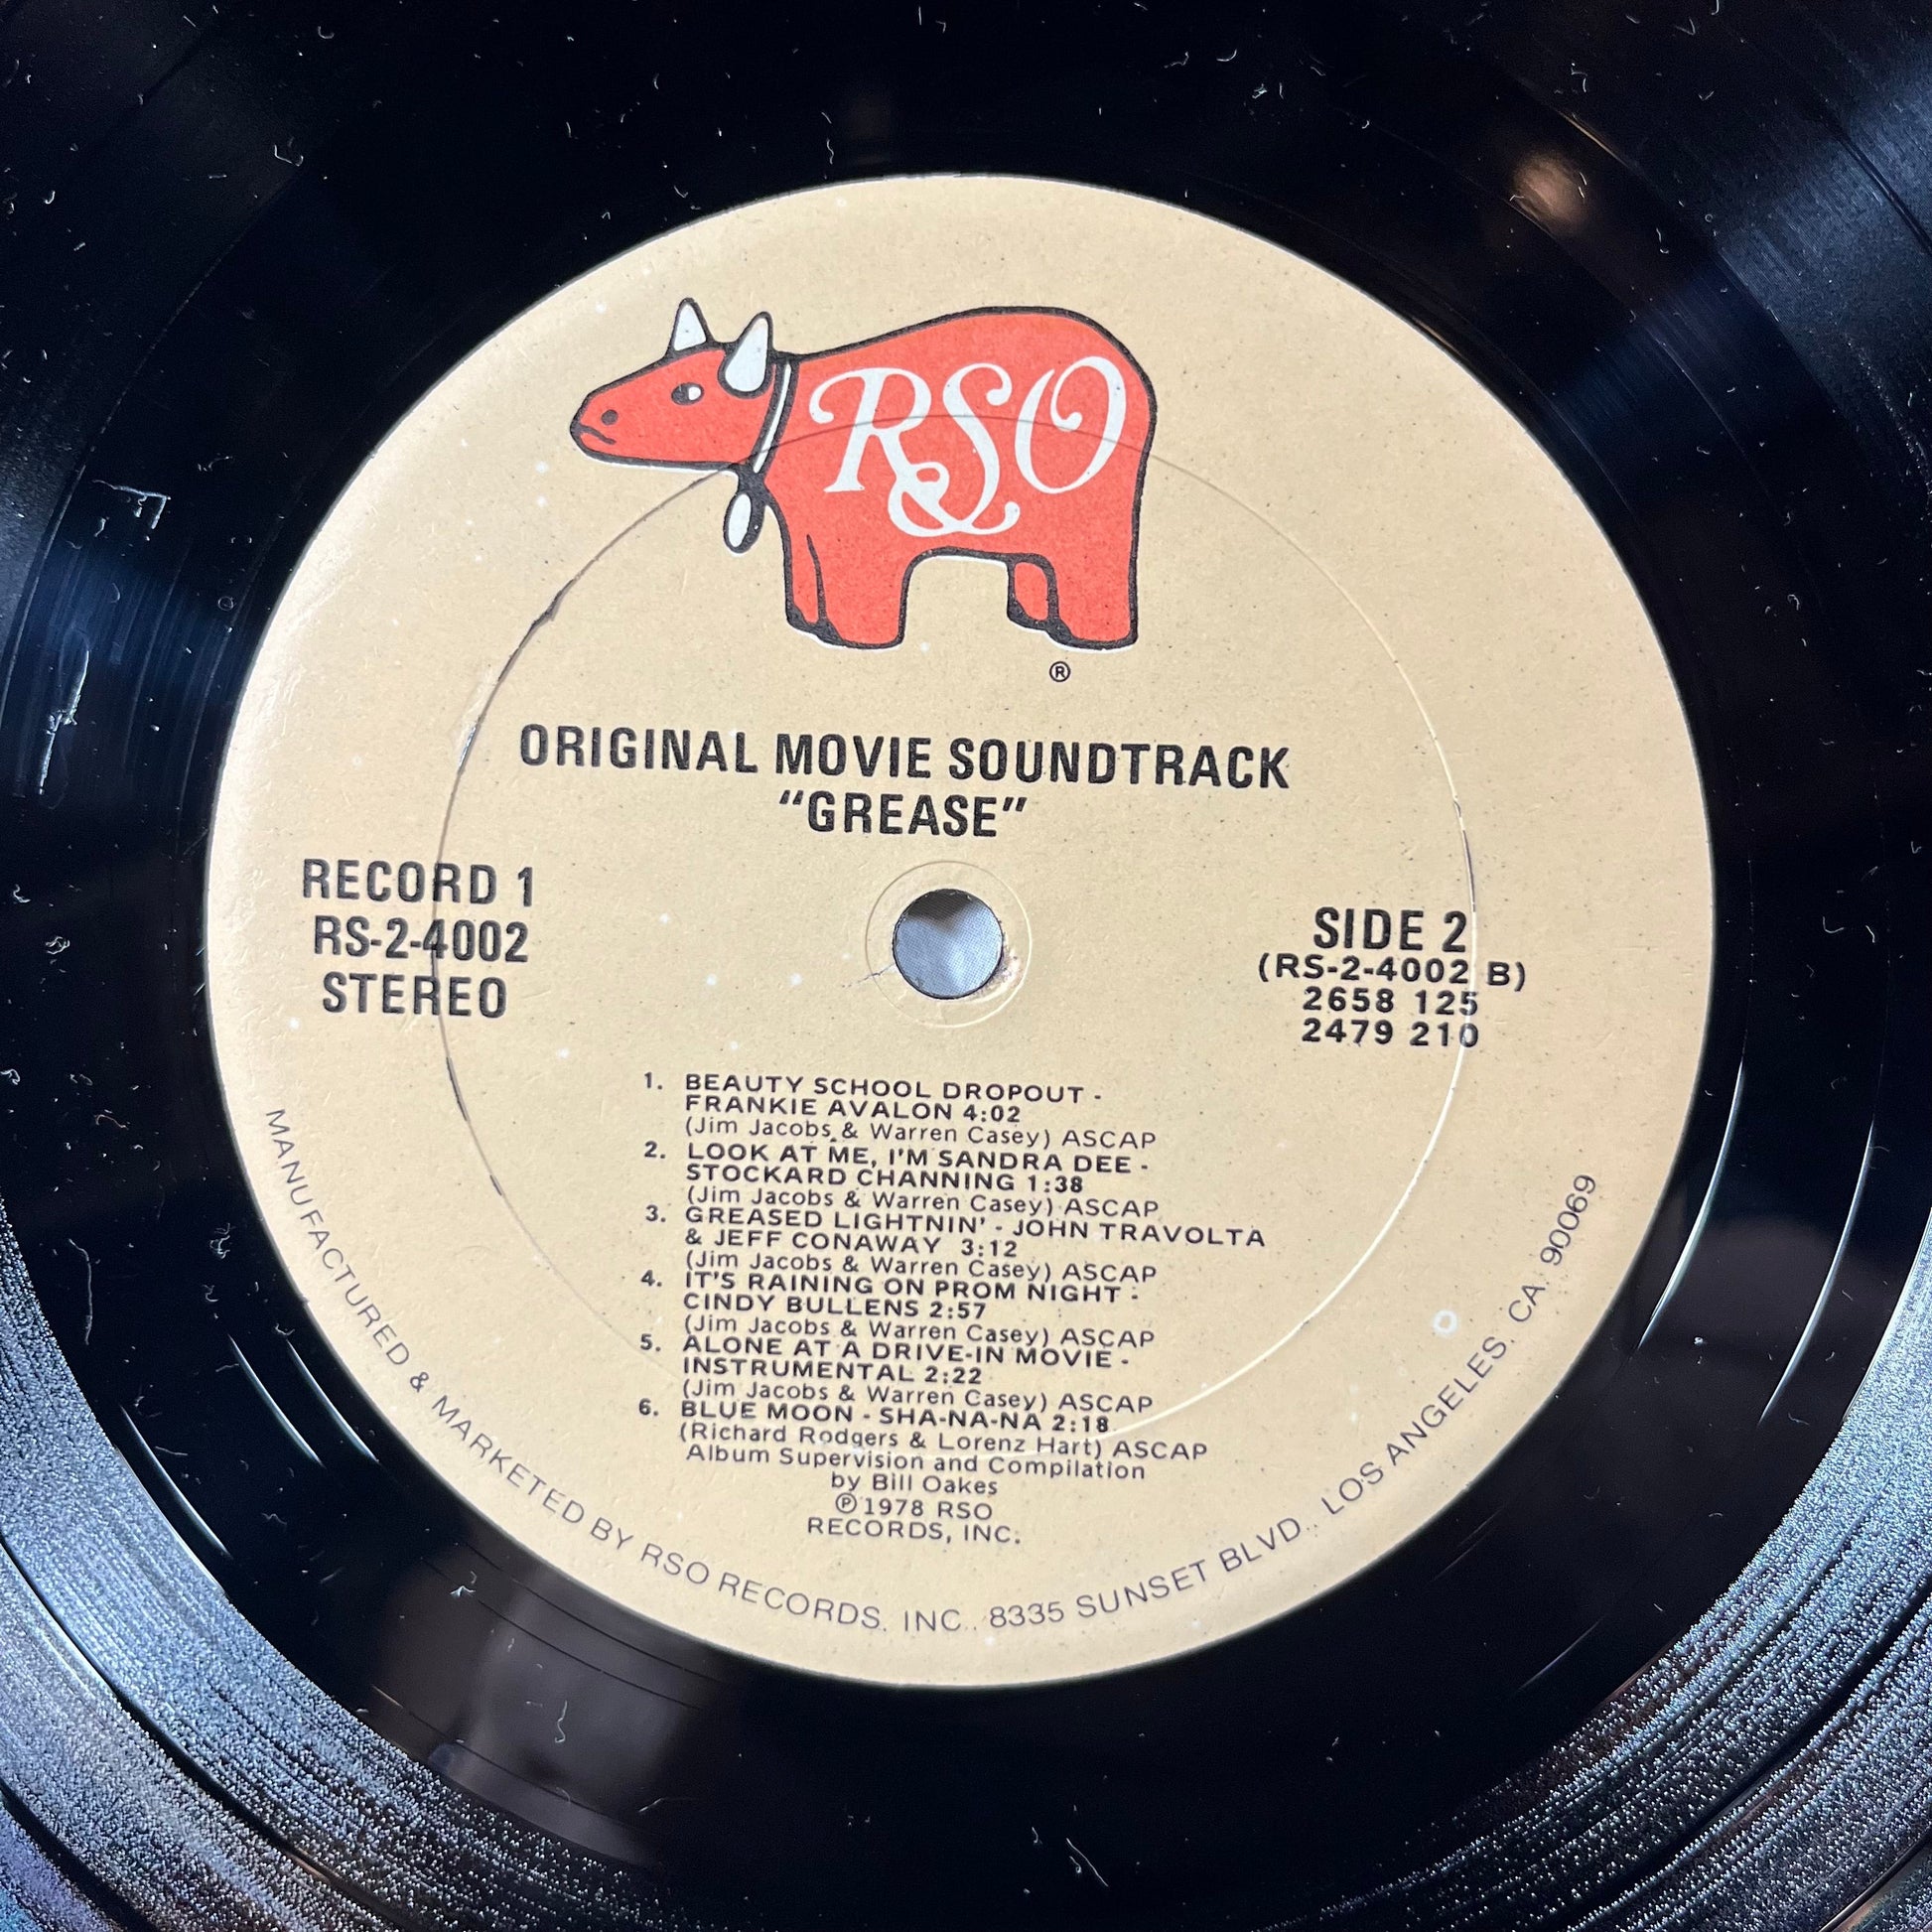 RSO
®
ORIGINAL MOVIE SOUNDTRACK
"GREASE"
RECORD 1
RS-2-4002
STEREO
SIDE 2
(RS-2-4002 B)
2658 125
2479 210
1. BEAUTY SCHOOL DROPOUT -
FRANKIE AVALON 4:02
(Jim Jacobs & Warren Casey) ASCAP
2. LOOK AT ME, I'M SANDRA DEE -
STOCKARD CHANNING 1:38
(Jim Jacobs & Warren Casey) ASCAP
3. GREASED LIGHTNIN' - JOHN TRAVOLTA
& JEFF CONAWAY 3:12
(Jim Jacobs & Warren Casey) ASCAP
4. IT'S RAINING ON PROM NIGHT -
CINDY BULLENS 2:57
(Jim Jacobs & Warren Casey) ASCAP
5. ALONE AT A DRIVE-IN MOVIE -
INSTRUMENTAL 2:22
(Jim Jacobs & Warren Casey) ASCAP
6. BLUE MOON - SHA-NA-NA 2:18
(Richard Rodgers & Lorenz Hart) ASCAP
Album Supervision and Compilation
by Bill Oakes
℗ 1978 RSO
RECORDS, INC.
MANUFACTURED & MARKETED BY RSO RECORDS, INC., 8335 SUNSET BLVD., LOS ANGELES, CA. 90069